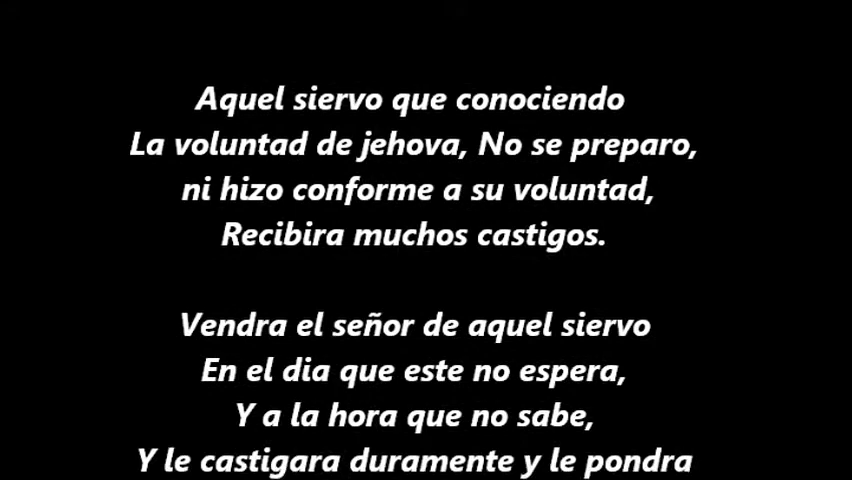 Aquel siervo que conociendo
La voluntad de jehova, No se preparo,
ni hizo conforme a su voluntad,
Recibira muchos castigos.
Vendra el señor de aquel siervo
En el dia que este no espera,
Y a la hora que no sabe,
Y le castigara duramente y le pondra